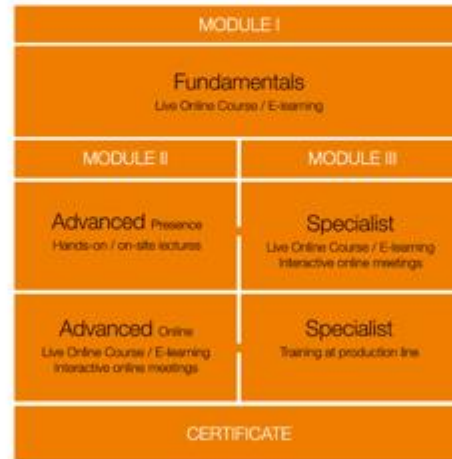 MODULE I
Fundamentals
Live Online Course / E-learning
MODULE II
MODULE III
Advanced Presence
Hands-on / on-site lectures
Specialist
Live Online Course / E-learning
Interactive online meetings
Advanced Online
Live Online Course / E-learning
Interactive online meetings
Specialist
Training at production line
CERTIFICATE